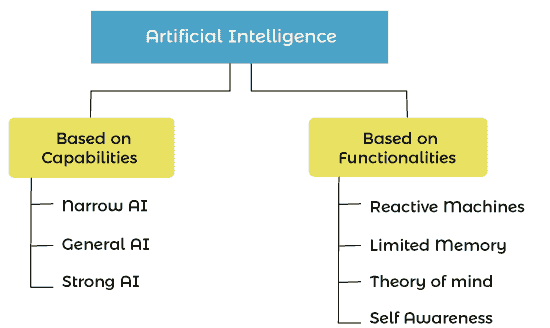 Artificial Intelligence
Based on
Capabilities
Narrow AI
General AI
Strong AI
Based on
Functionalities
Reactive Machines
Limited Memory
Theory of mind
Self Awareness